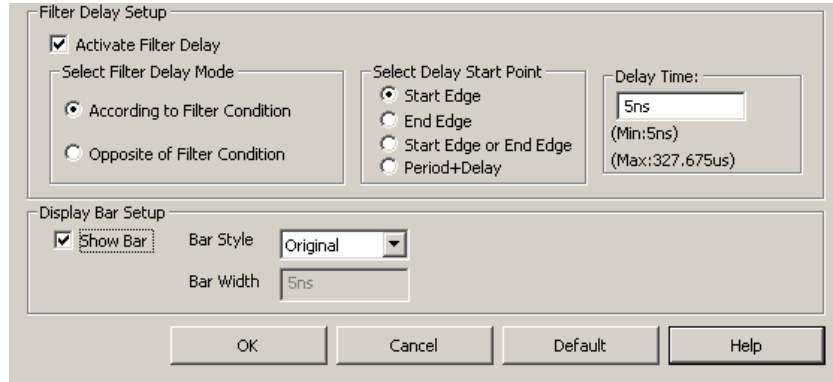 Filter Delay Setup
Activate Filter Delay
Select Filter Delay Mode
According to Filter Condition
Opposite of Filter Condition
Select Delay Start Point
Start Edge
End Edge
Start Edge or End Edge
Period+Delay
Delay Time:
5ns
(Min:5ns)
(Max:327.675us)
Display Bar Setup
Show Bar
Bar Style
Original
Bar Width
5ns
OK
Cancel
Default
Help